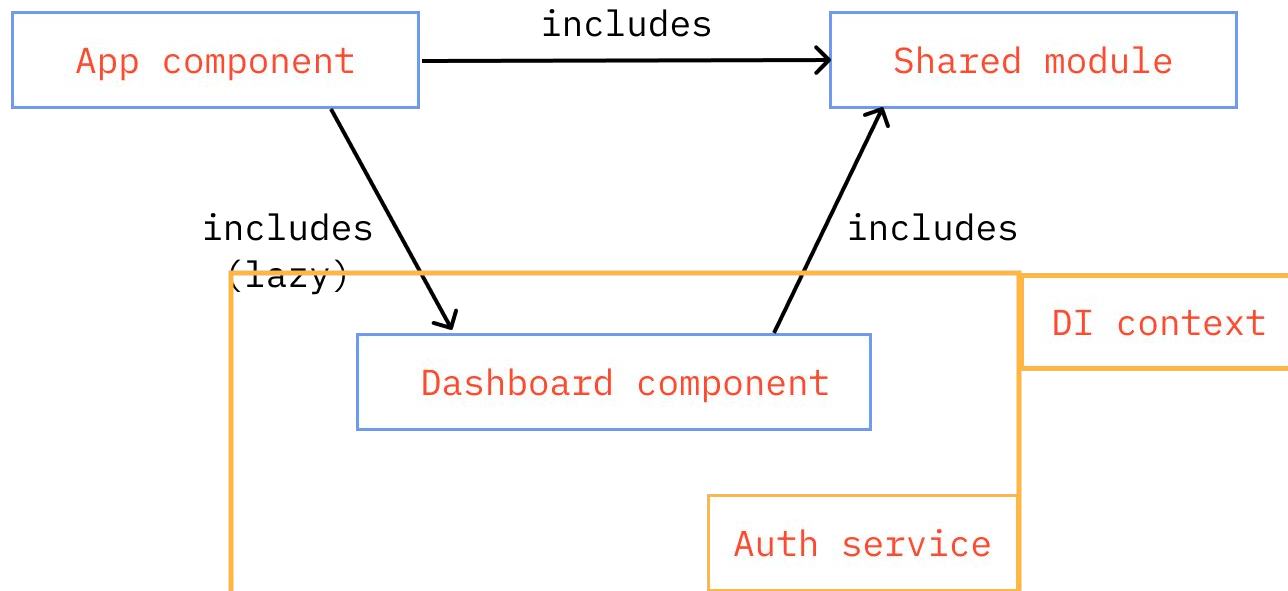 includes
App component
Shared module
includes
(lazy)
includes
DI context
Dashboard component
Auth service